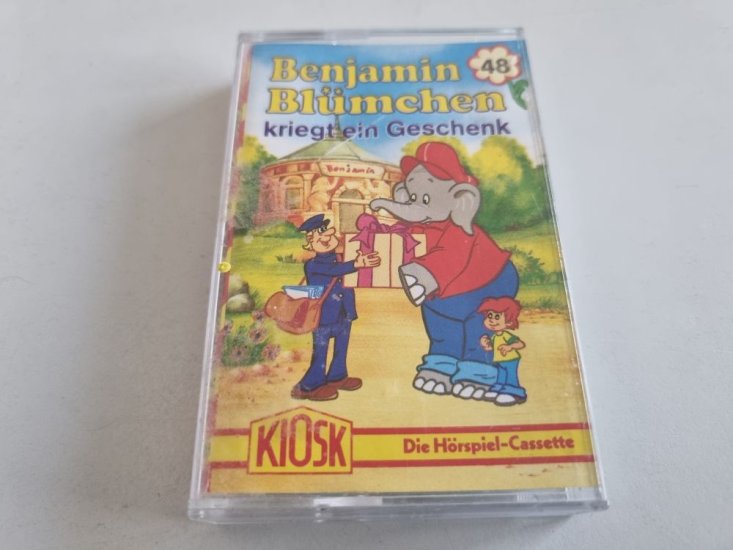 Benjamin
Blümchen
48
kriegt ein Geschenk
Benjamin
KIOSK
Die Hörspiel-Cassette